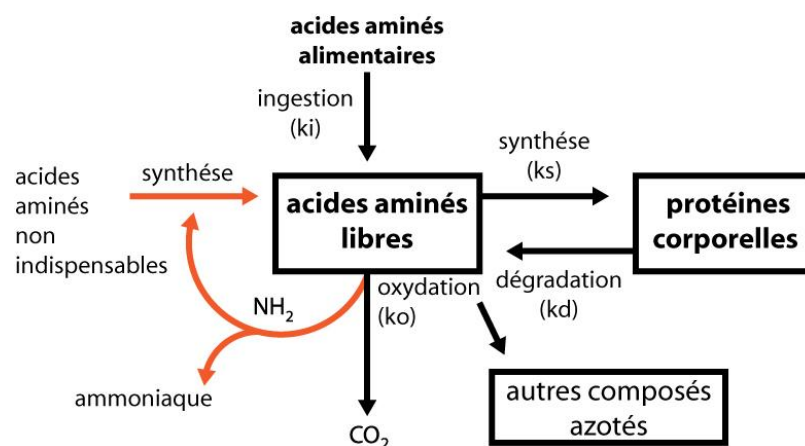 acides aminés
alimentaires
ingestion
(ki)
synthése
synthése
(ks)
acides
aminés
non
indispensables
acides aminés
libres
protéines
corporelles
oxydation
(ko)
dégradation
(kd)
NH₂
ammoniaque
CO₂
autres composés
azotés